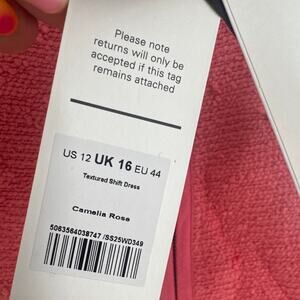 Please note
returns will only be
accepted if this tag
remains attached
US 12 UK 16 EU 44
Textured Shift Dress
Camelia Rose
5063564038747 /SS25WD349